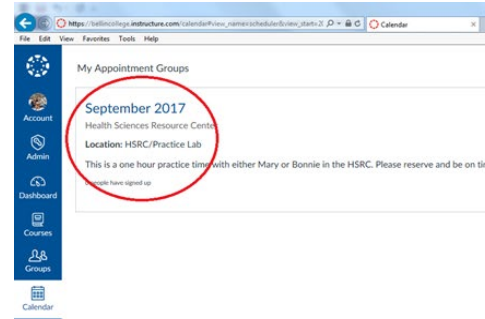 https://bellincollege.instructure.com/calendar#view_name=scheduler&view_start=2
Calendar
File Edit View Favorites Tools Help
My Appointment Groups
September 2017
Health Sciences Resource Cente
Location: HSRC/Practice Lab
This is a one hour practice time with either Mary or Bonnie in the HSRC. Please reserve and be on tim
people have signed up
Account
Admin
Dashboard
Courses
Groups
Calendar